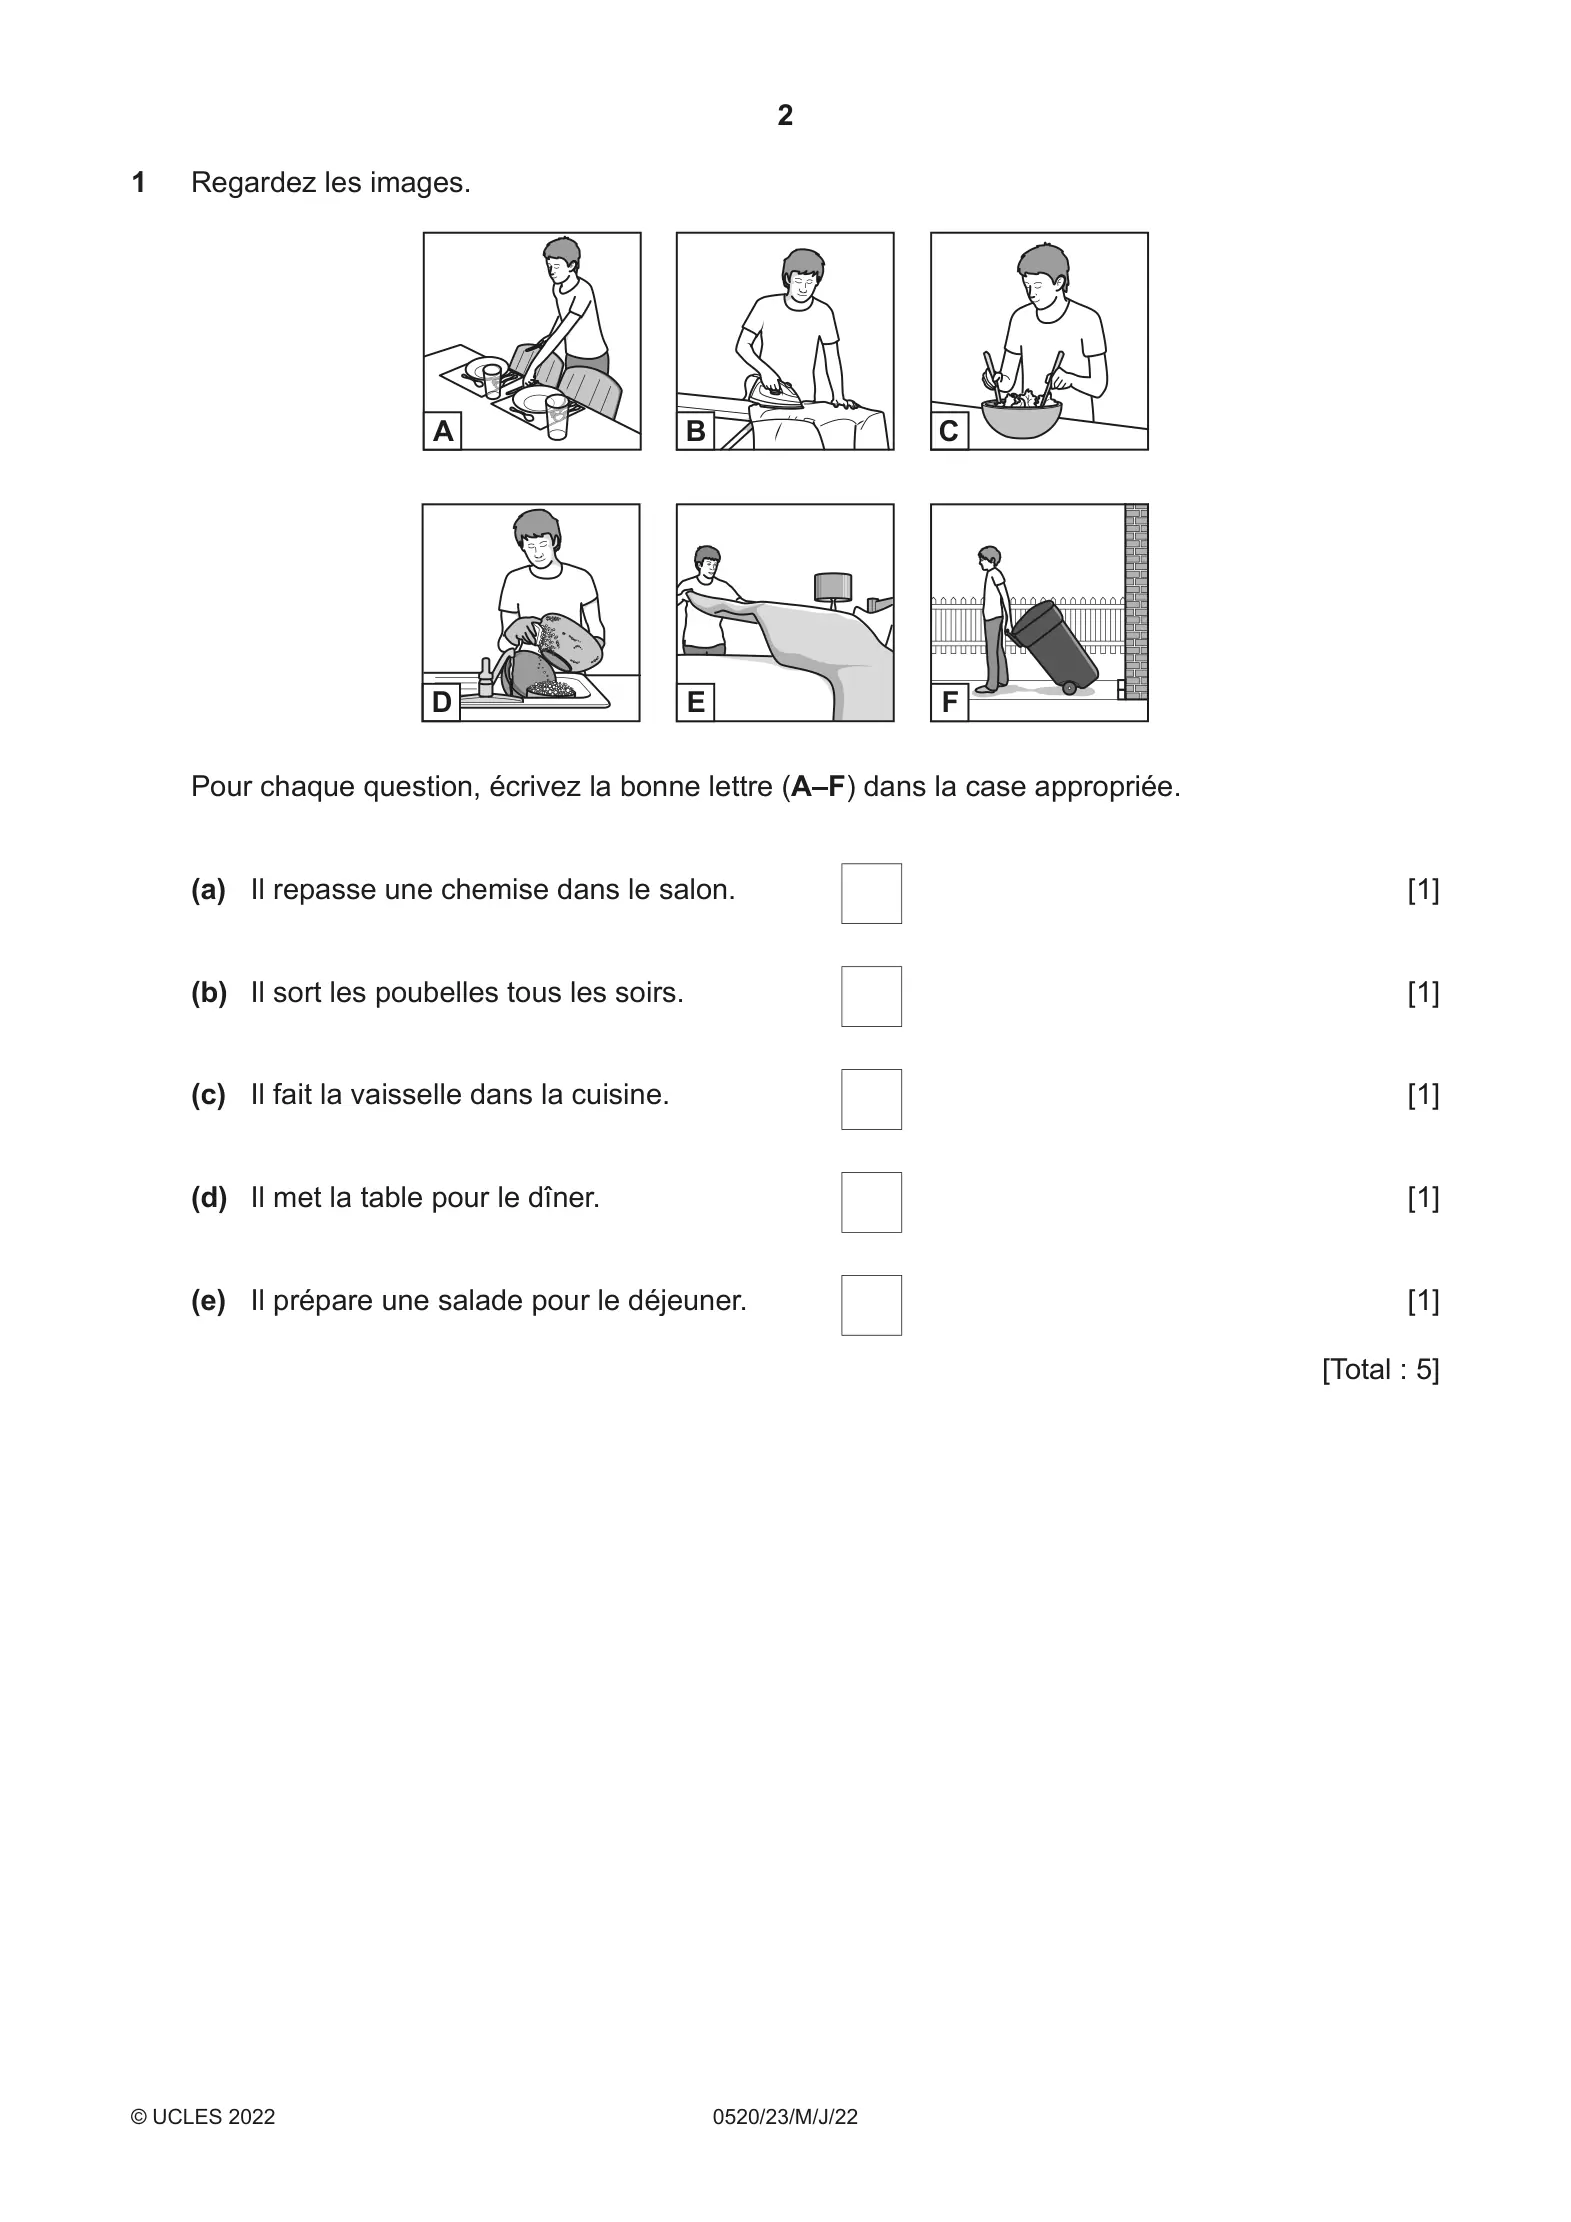 2
1 Regardez les images.
A B C
D E F
Pour chaque question, écrivez la bonne lettre (A–F) dans la case appropriée.
(a) Il repasse une chemise dans le salon. [1]
(b) Il sort les poubelles tous les soirs. [1]
(c) Il fait la vaisselle dans la cuisine. [1]
(d) Il met la table pour le dîner. [1]
(e) Il prépare une salade pour le déjeuner. [1]
[Total : 5]
© UCLES 2022 0520/23/M/J/22